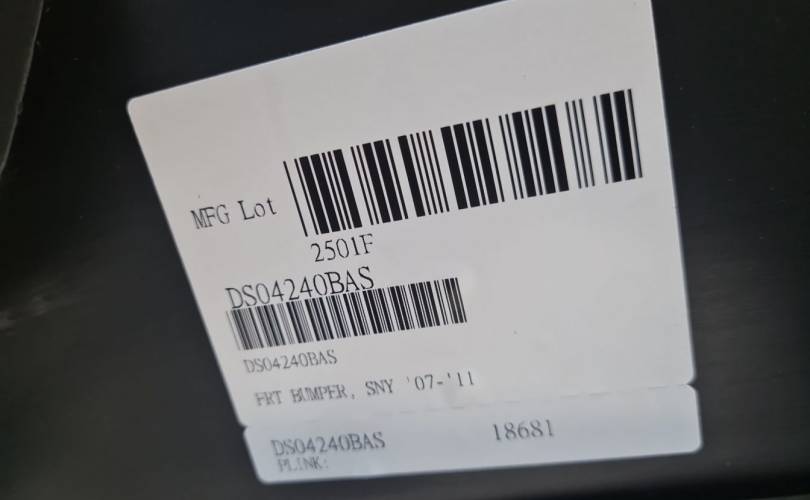 MFG Lot
2501F
DS04240BAS
DS04240BAS
FRT BUMPER, SNY '07-'11
DS04240BAS 18681
PLINK: